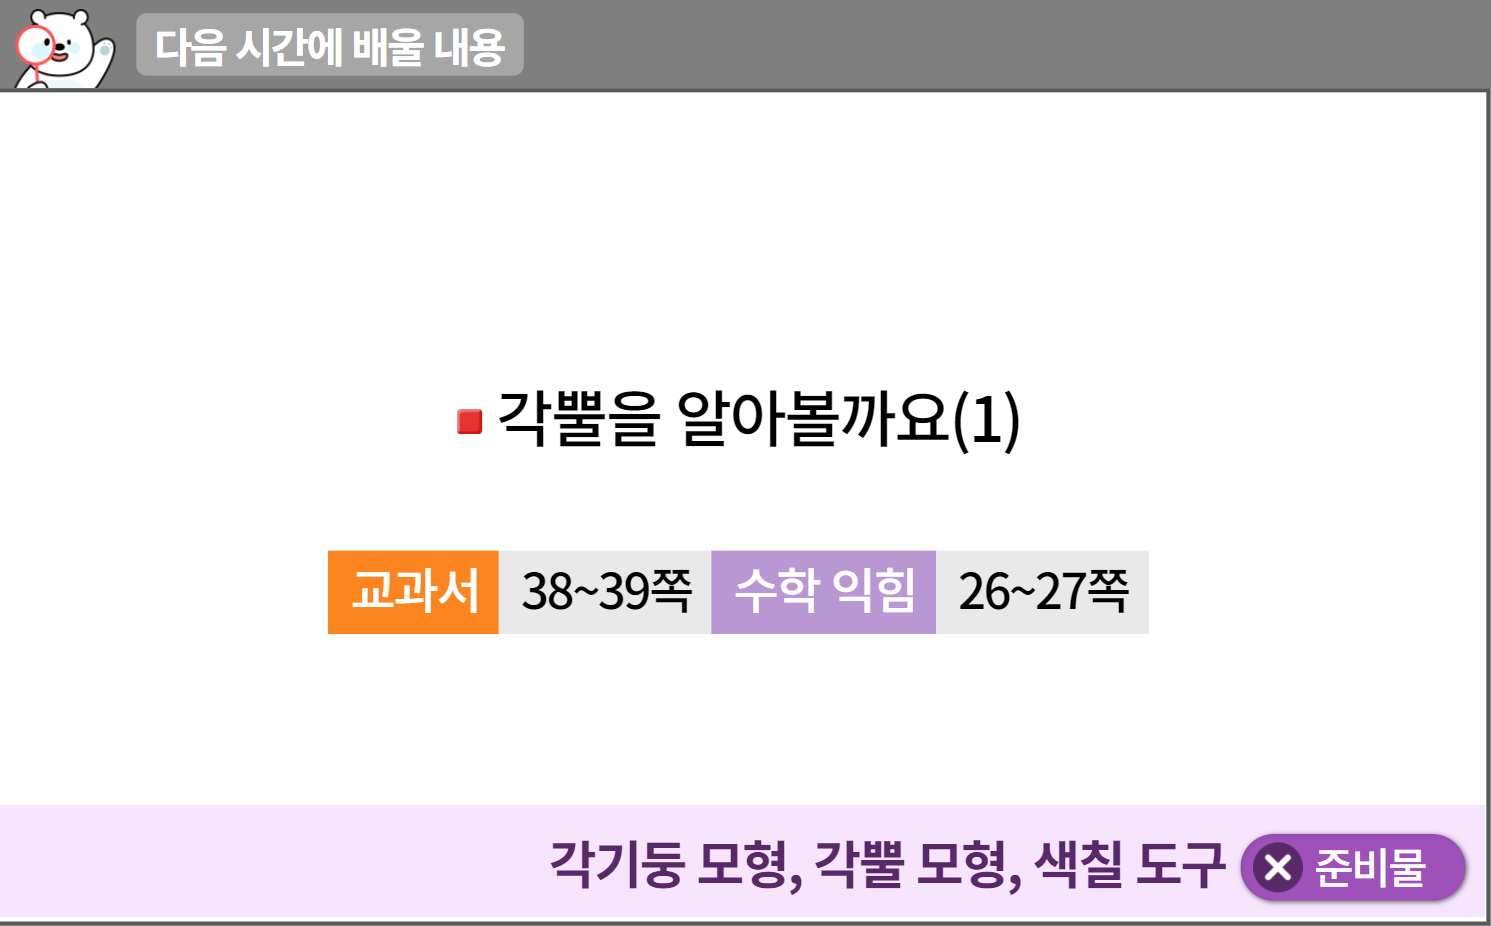 다음 시간에 배울 내용
각뿔을 알아볼까요(1)
교과서 38~39쪽 수학 익힘 26~27쪽
각기둥 모형, 각뿔 모형, 색칠 도구 준비물